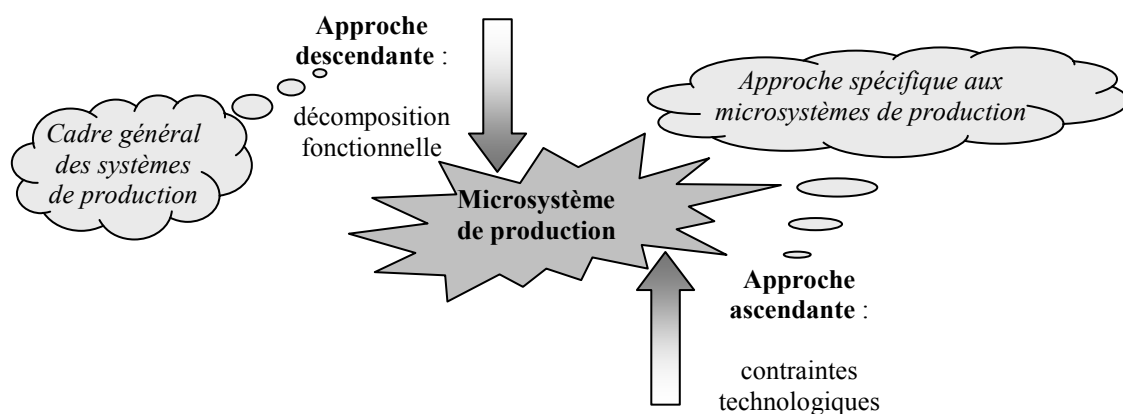 Approche
descendante :
décomposition
fonctionnelle
Cadre général
des systèmes
de production
Approche spécifique aux
microsystèmes de production
Microsystème
de production
Approche
ascendante :
contraintes
technologiques